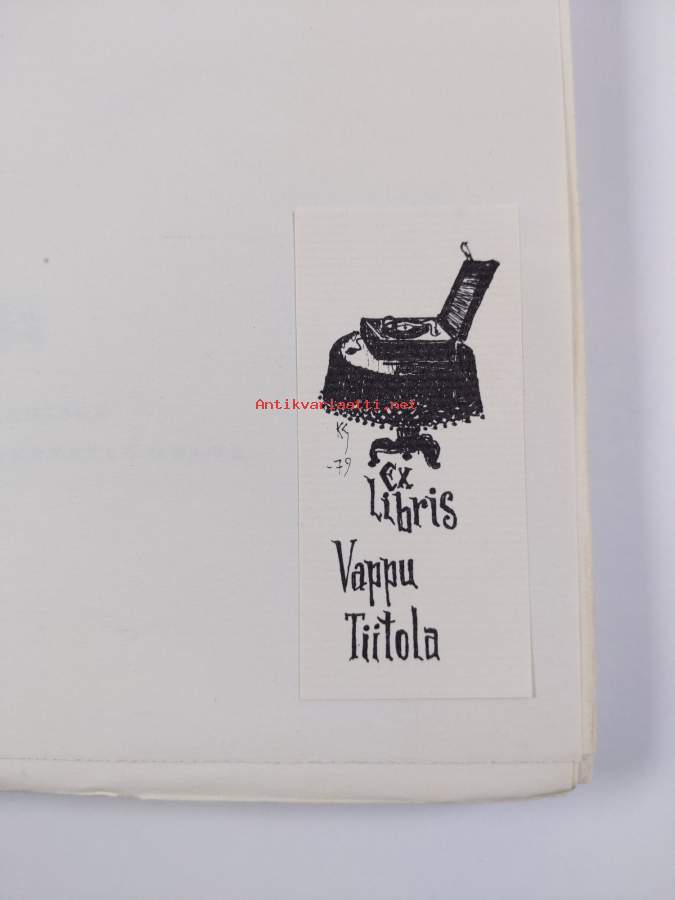 Antikvariaatti.net
KS
-79
Ex
Libris
Vappu
Tiitola